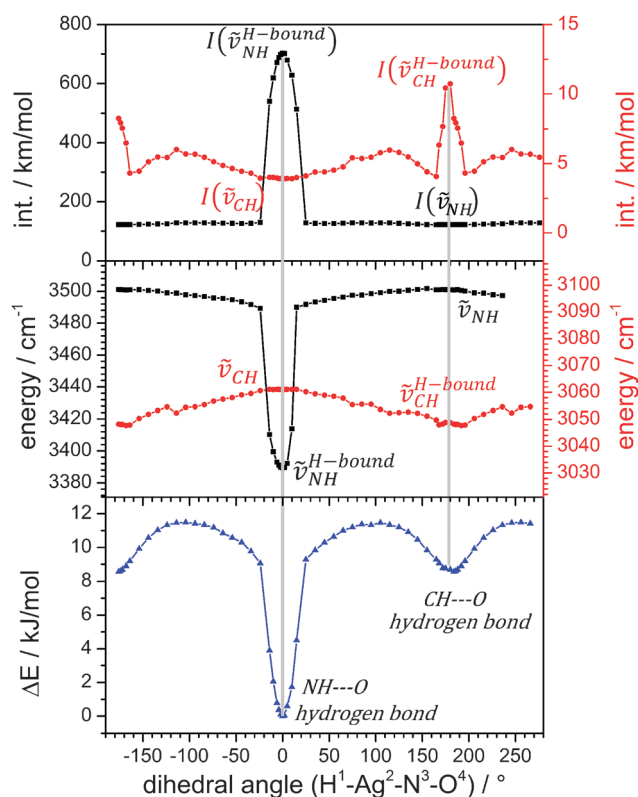 I(ṽ_NH^H−bound)
I(ṽ_CH^H−bound)
I(ṽ_CH)
I(ṽ_NH)
int. / km/mol
800
600
400
200
0
int. / km/mol
15
10
5
0
energy / cm⁻¹
3500
3480
3460
3440
3420
3400
3380
energy / cm⁻¹
3100
3090
3080
3070
3060
3050
3040
3030
ṽ_NH
ṽ_CH
ṽ_CH^H−bound
ṽ_NH^H−bound
ΔE / kJ/mol
12
10
8
6
4
2
0
CH---O
hydrogen bond
NH---O
hydrogen bond
-150 -100 -50 0 50 100 150 200 250
dihedral angle (H¹-Ag²-N³-O⁴) / °